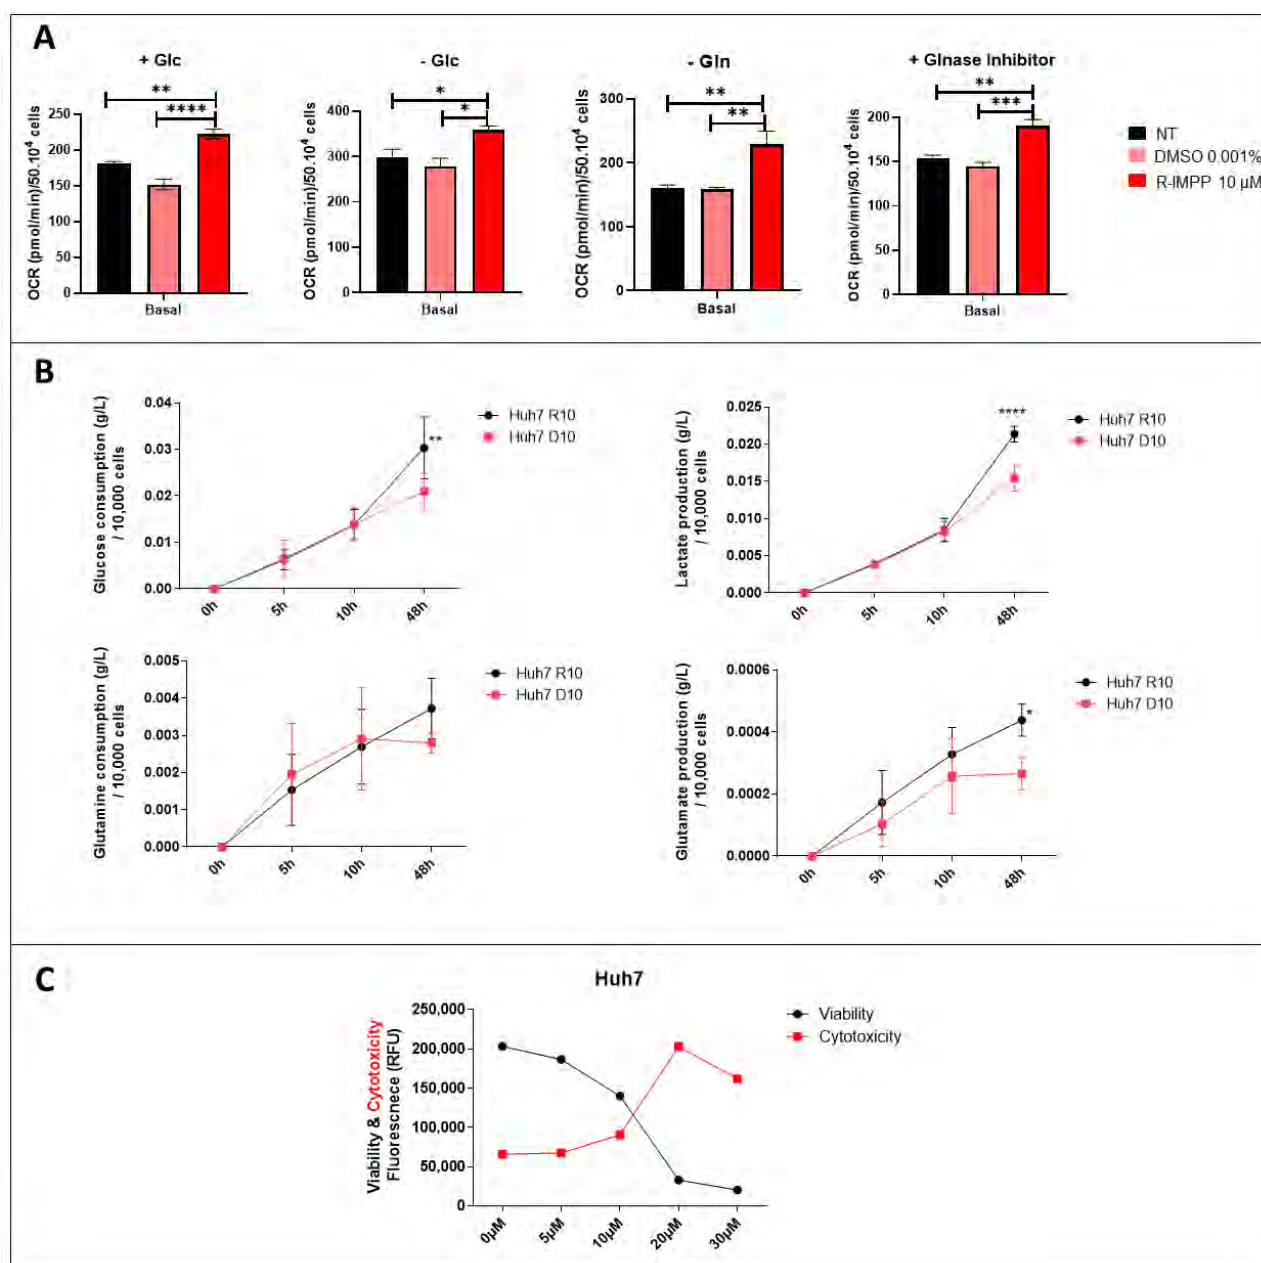 A
+ Glc
- Glc
- Gln
+ Glnase Inhibitor
OCR (pmol/min)/50.10⁴ cells
250
200
150
100
50
0
**
****
Basal
OCR (pmol/min)/50.10⁴ cells
400
300
200
100
0
*
*
Basal
OCR (pmol/min)/50.10⁴ cells
300
200
100
0
**
**
Basal
OCR (pmol/min)/50.10⁴ cells
200
150
100
50
0
**
***
Basal
NT
DMSO 0.001%
R-IMPP 10 µM
B
Glucose consumption (g/L)
/ 10,000 cells
0.04
0.03
0.02
0.01
0.00
**
0h 5h 10h 48h
Huh7 R10
Huh7 D10
Lactate production (g/L)
/ 10,000 cells
0.025
0.020
0.015
0.010
0.005
0.000
****
0h 5h 10h 48h
Huh7 R10
Huh7 D10
Glutamine consumption (g/L)
/ 10,000 cells
0.005
0.004
0.003
0.002
0.001
0.000
0h 5h 10h 48h
Huh7 R10
Huh7 D10
Glutamate production (g/L)
/ 10,000 cells
0.0006
0.0004
0.0002
0.0000
*
0h 5h 10h 48h
Huh7 R10
Huh7 D10
C
Huh7
Viability & Cytotoxicity
Fluorescnece (RFU)
250,000
200,000
150,000
100,000
50,000
0
0µM 5µM 10µM 20µM 30µM
Viability
Cytotoxicity